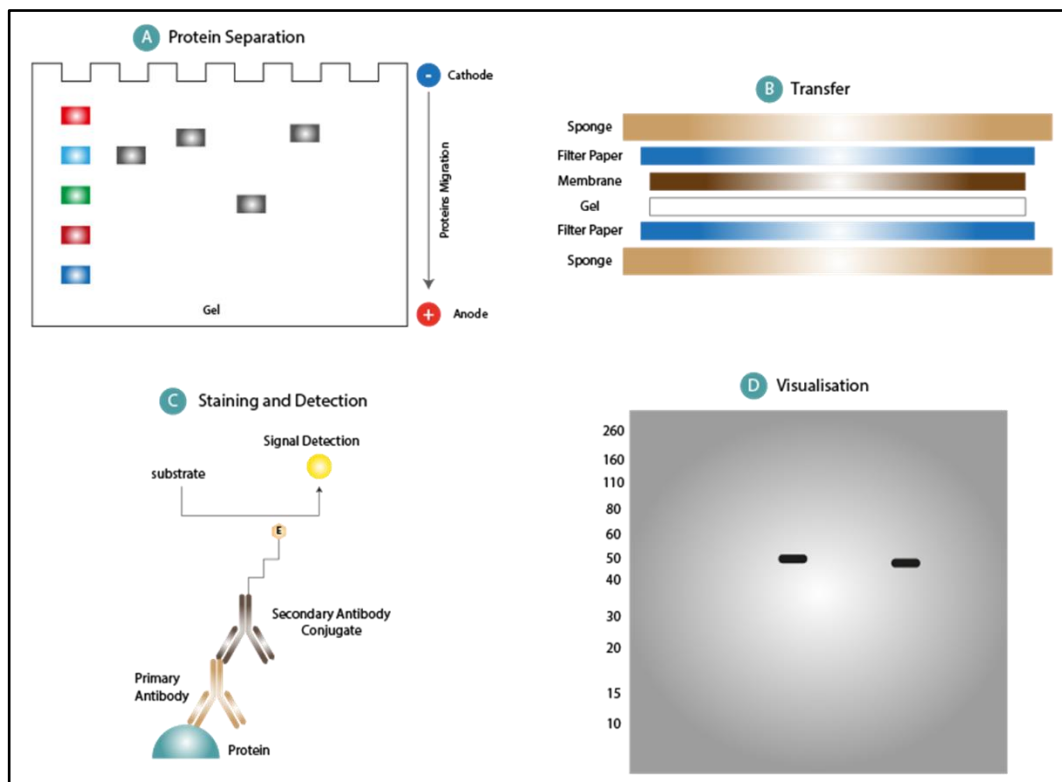 A Protein Separation
- Cathode
Proteins Migration
Gel
+ Anode
B Transfer
Sponge
Filter Paper
Membrane
Gel
Filter Paper
Sponge
C Staining and Detection
Signal Detection
substrate
E
Secondary Antibody
Conjugate
Primary
Antibody
Protein
D Visualisation
260
160
110
80
60
50
40
30
20
15
10